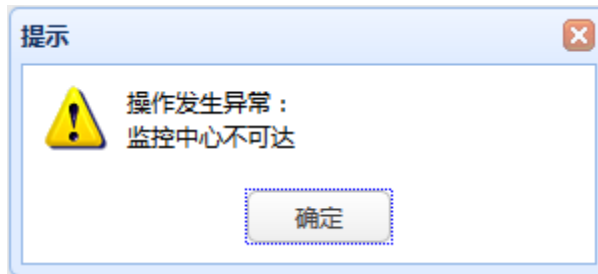 提示
操作发生异常：
监控中心不可达
确定